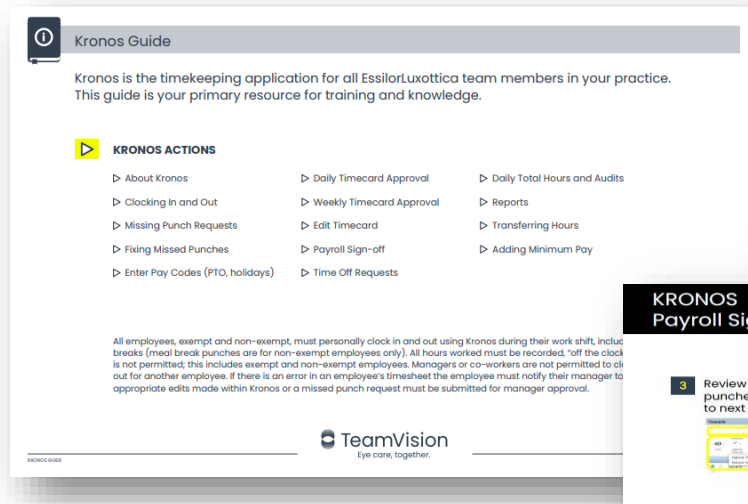 Kronos Guide
Kronos is the timekeeping application for all EssilorLuxottica team members in your practice.
This guide is your primary resource for training and knowledge.
KRONOS ACTIONS
About Kronos
Clocking In and Out
Missing Punch Requests
Fixing Missed Punches
Enter Pay Codes (PTO, holidays)
Daily Timecard Approval
Weekly Timecard Approval
Edit Timecard
Payroll Sign-off
Time Off Requests
Daily Total Hours and Audits
Reports
Transferring Hours
Adding Minimum Pay
All employees, exempt and non-exempt, must personally clock in and out using Kronos during their work shift, includ
breaks (meal break punches are for non-exempt employees only). All hours worked must be recorded, "off the clock
is not permitted; this includes exempt and non-exempt employees. Managers or co-workers are not permitted to cl
out for another employee. If there is an error in an employee's timesheet the employee must notify their manager to
appropriate edits made within Kronos or a missed punch request must be submitted for manager approval.
TeamVision
Eye care, together.
KRONOS GUIDE
KRONOS
Payroll Sig
3
Review
punche
to next